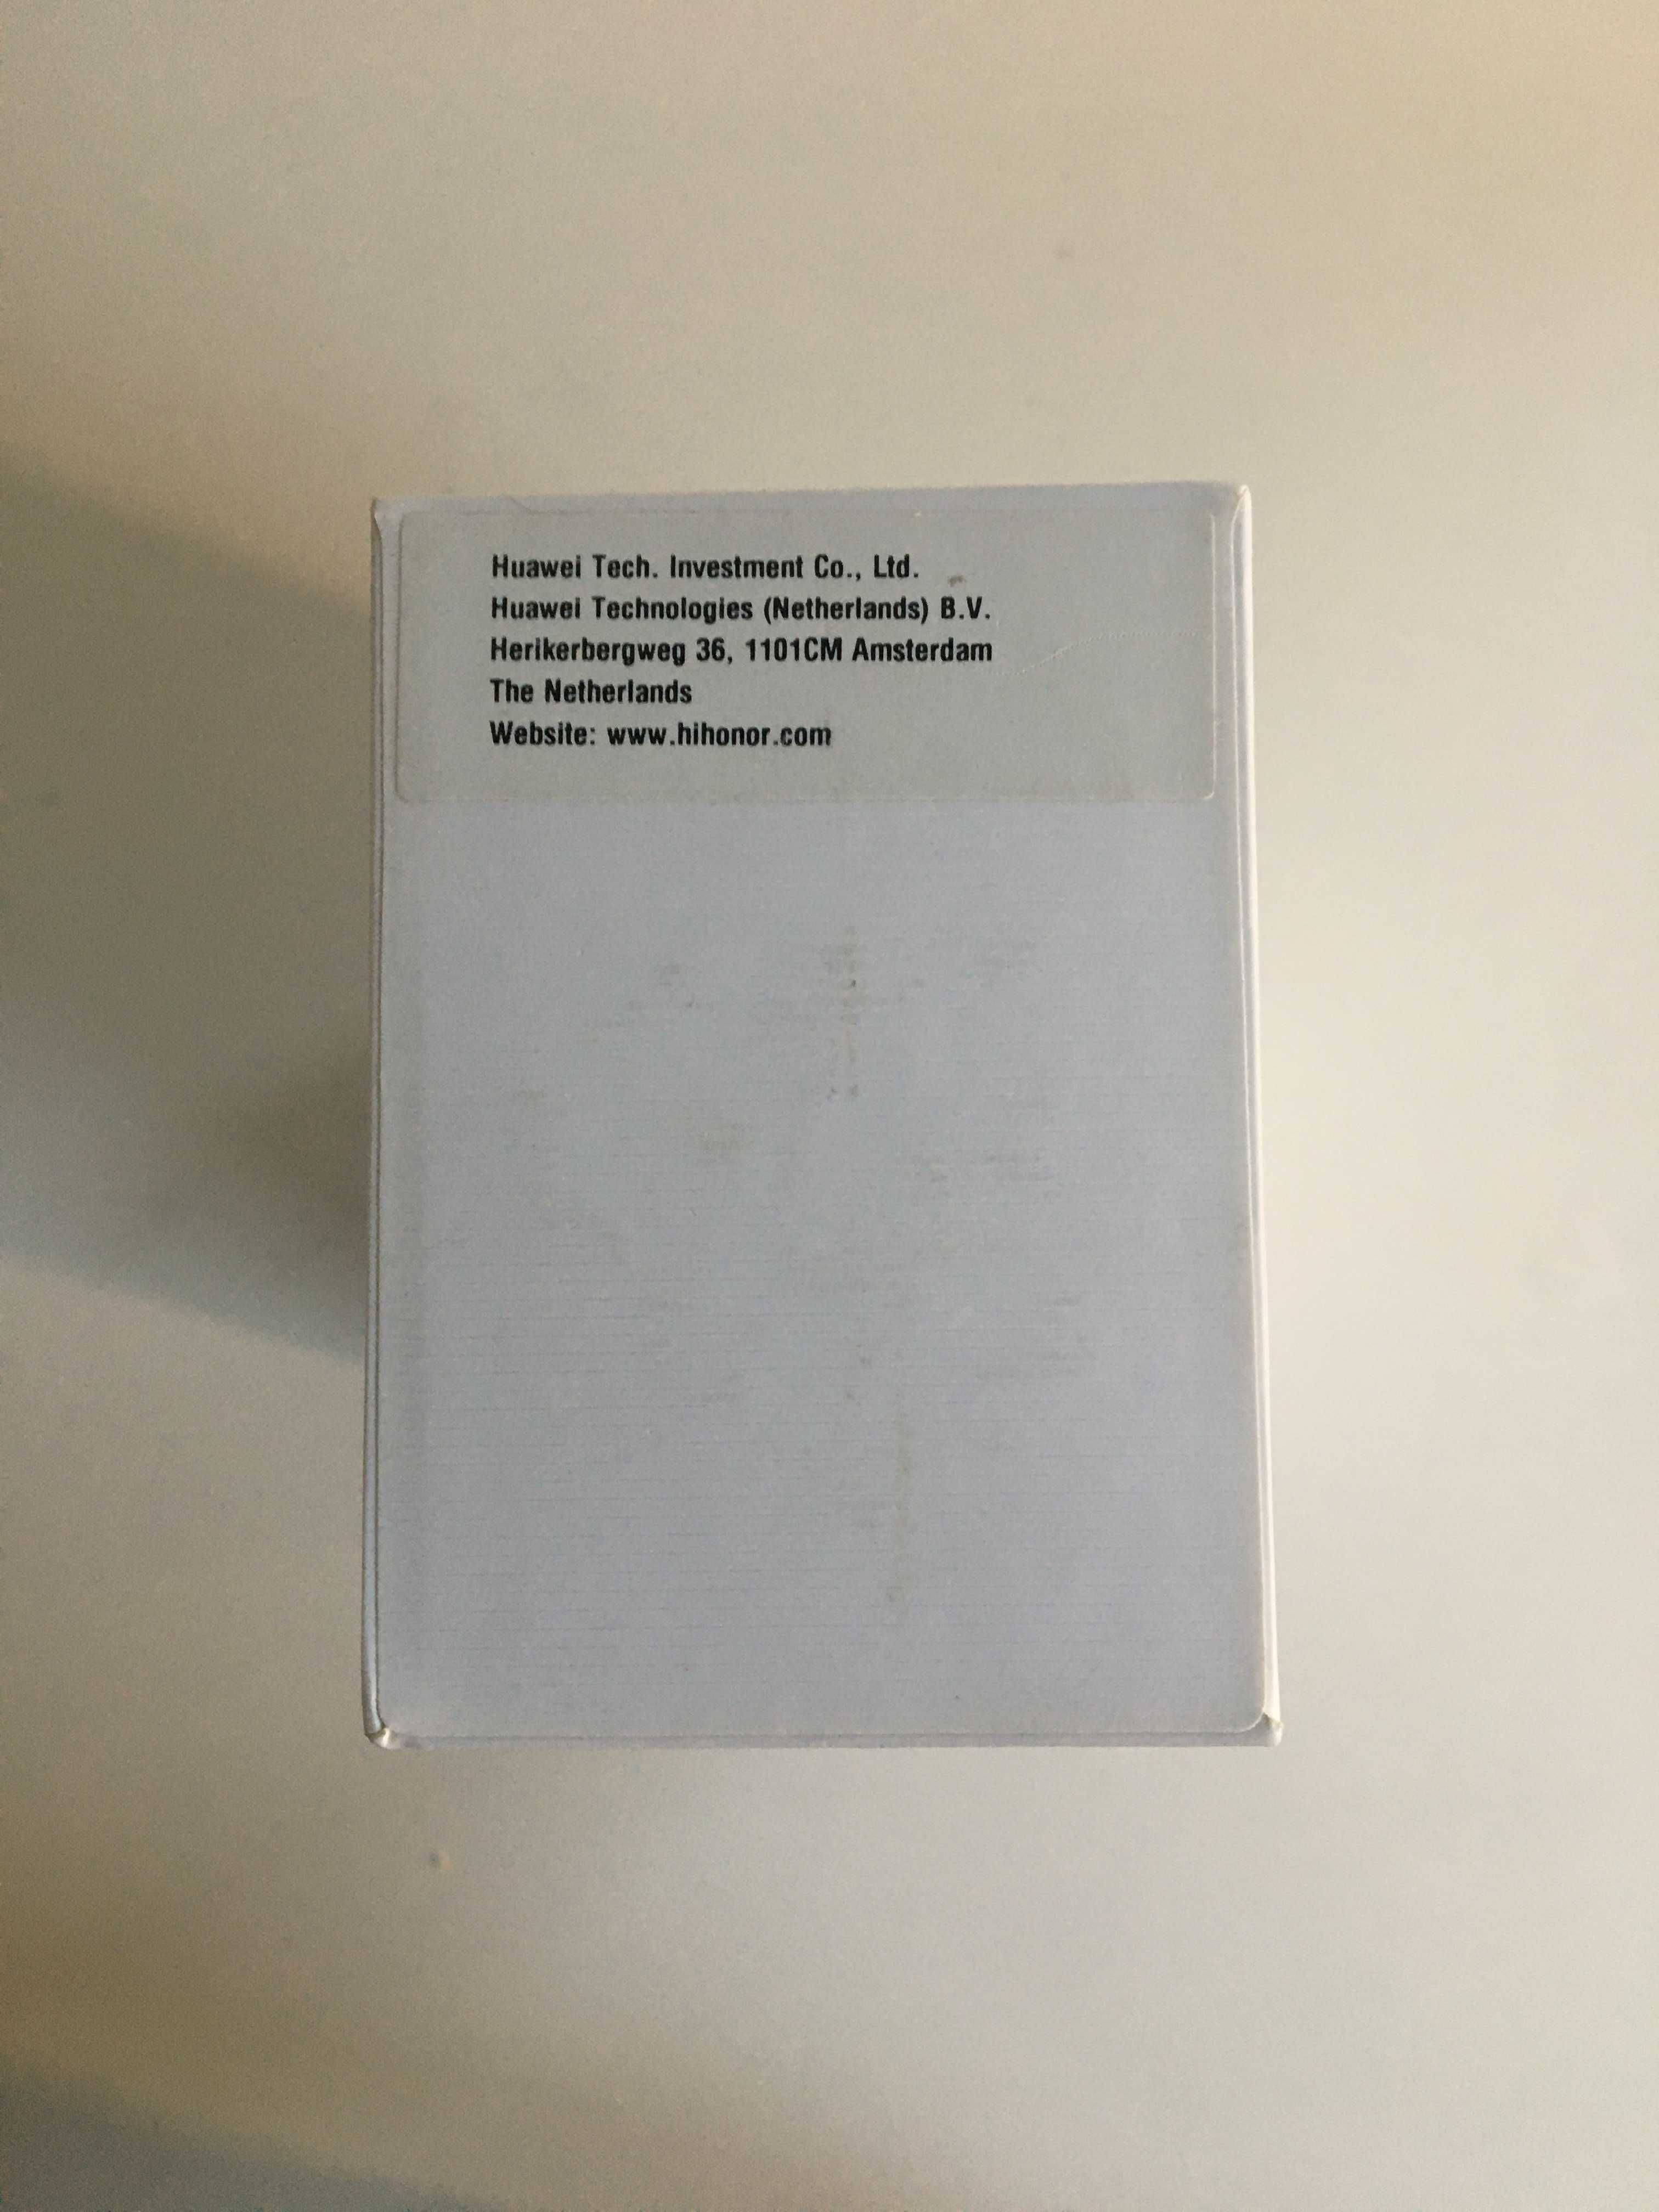 Huawei Tech. Investment Co., Ltd.
Huawei Technologies (Netherlands) B.V.
Herikerbergweg 36, 1101CM Amsterdam
The Netherlands
Website: www.hihonor.com